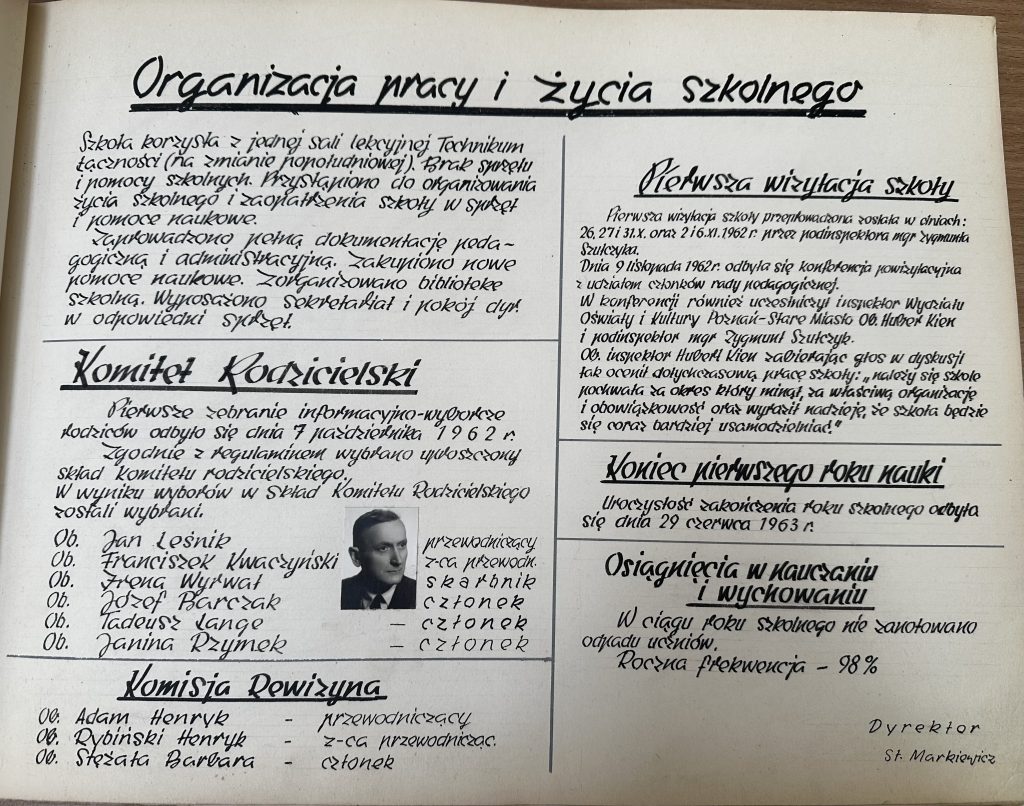 Organizacja pracy i życia szkolnego
Szkoła korzysta z jednej sali lekcyjnej Technikum
Łączności (na zmianie popołudniowej). Brak sprzętu
i pomocy szkolnych. Przystąpiono do organizowania
życia szkolnego i zaopatrzenia szkoły w sprzęt
i pomoce naukowe.
Zaprowadzono pełną dokumentację peda-
gogiczną i administracyjną. Zakupiono nowe
pomoce naukowe. Zorganizowano bibliotekę
szkolną. Wyposażono sekretariat i pokój dyr.
w odpowiedni sprzęt.
Komitet Rodzicielski
Pierwsze zebranie informacyjno-wyborcze
rodziców odbyło się dnia 7 października 1962 r.
Zgodnie z regulaminem wybrano uproszczony
skład komitetu rodzicielskiego.
W wyniku wyborów w skład Komitetu Rodzicielskiego
zostali wybrani.
Ob. Jan Leśnik przewodniczący
Ob. Franciszek Kwaczyński z-ca przewodn.
Ob. Irena Wyrwał skarbnik
Ob. Józef Barczak członek
Ob. Tadeusz Lange – członek
Ob. Janina Rzymek – członek
Komisja Rewizyna
Ob. Adam Henryk - przewodniczący
Ob. Rybiński Henryk - z-ca przewodnicząc.
Ob. Stężała Barbara - członek
Pierwsza wizytacja szkoły
Pierwsza wizytacja szkoły przeprowadzona została w dniach:
26, 27 i 31.X. oraz 2 i 6.XI. 1962 r. przez podinspektora mgr Zygmunta
Szulczyka.
Dnia 9 listopada 1962 r. odbyła się konferencja powizytacyjna
z udziałem członków rady pedagogicznej.
W konferencji również uczestniczył inspektor Wydziału
Oświaty i Kultury Poznań-Stare Miasto Ob. Huber Kien
i podinspektor mgr Zygmunt Szulczyk.
Ob. inspektor Hubert Kien zabierając głos w dyskusji
tak ocenił dotychczasową pracę szkoły: „należy się szkole
pochwała za okres który minął, za właściwą organizację
i obowiązkowość oraz wyraził nadzieję, że szkoła będzie
się coraz bardziej usamodzielniać."
Koniec pierwszego roku nauki
Uroczystość zakończenia roku szkolnego odbyła
się dnia 29 czerwca 1963 r.
Osiągnięcia w nauczaniu
i wychowaniu
W ciągu roku szkolnego nie zanotowano
odpadu uczniów.
Roczna frekwencja – 98%
Dyrektor
St. Markiewicz